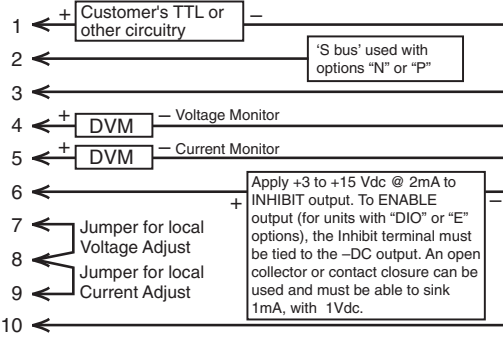 1 + Customer's TTL or –
other circuitry
2 'S bus' used with
options “N” or “P”
3
4 + DVM – Voltage Monitor
5 + DVM – Current Monitor
6 + Apply +3 to +15 Vdc @ 2mA to –
INHIBIT output. To ENABLE
output (for units with “DIO” or “E”
options), the Inhibit terminal must
be tied to the –DC output. An open
collector or contact closure can be
used and must be able to sink
1mA, with 1Vdc.
7 Jumper for local
Voltage Adjust
8
Jumper for local
9 Current Adjust
10